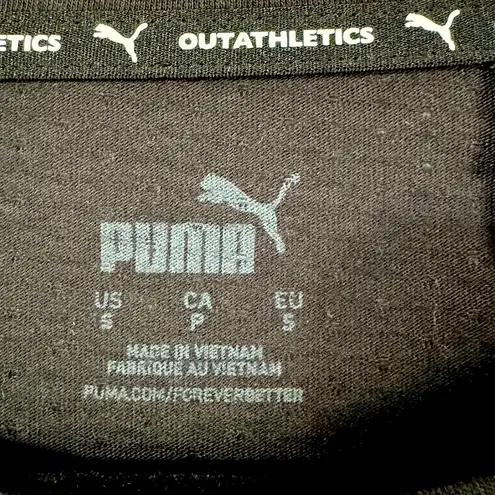 ETICS OUTATHLETICS
PUMA
US CA EU
S P S
MADE IN VIETNAM
FABRIQUE AU VIETNAM
PUMA.COM/FOREVERBETTER